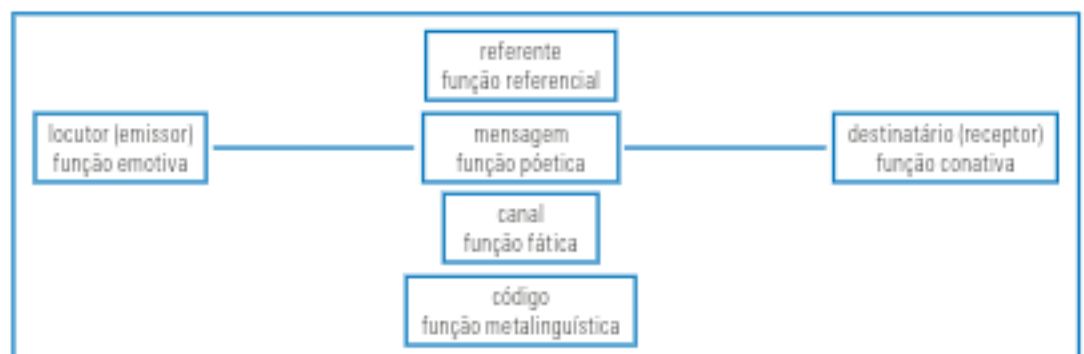 referente
função referencial
locutor (emissor)
função emotiva
mensagem
função póetica
destinatário (receptor)
função conativa
canal
função fática
código
função metalinguística